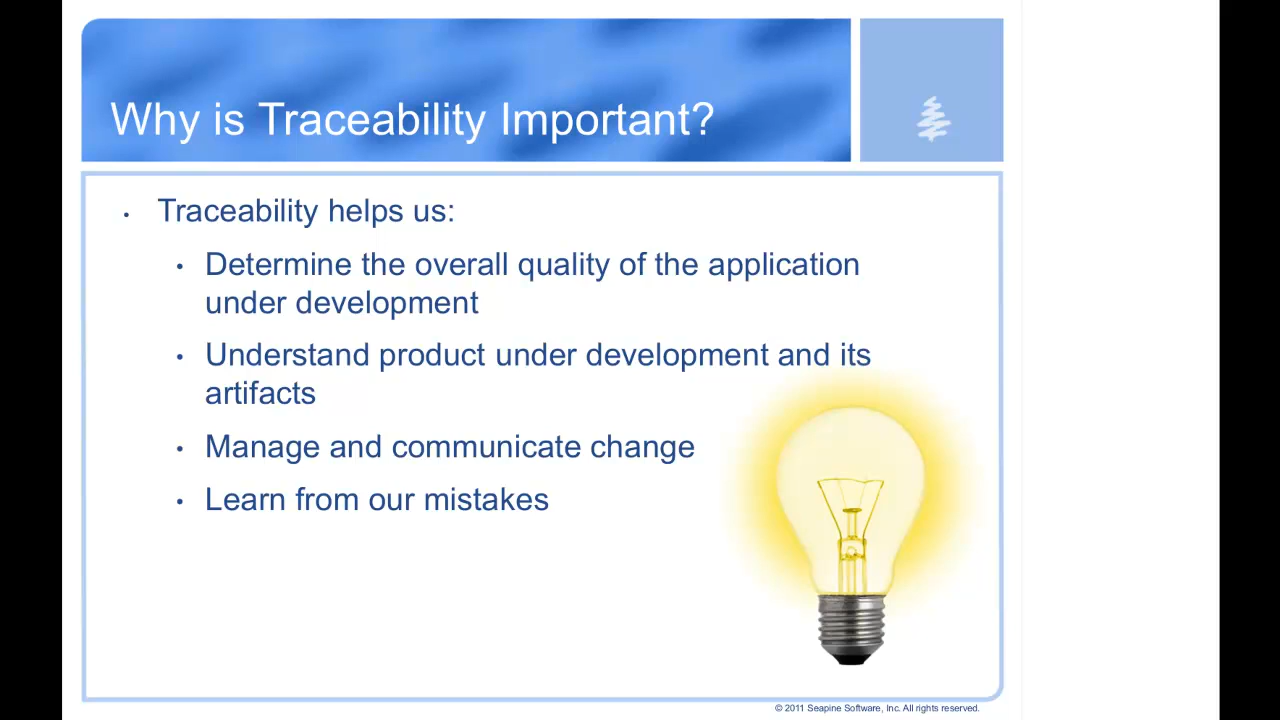 Why is Traceability Important?
• Traceability helps us:
• Determine the overall quality of the application
under development
• Understand product under development and its
artifacts
• Manage and communicate change
• Learn from our mistakes
© 2011 Seapine Software, Inc. All rights reserved.